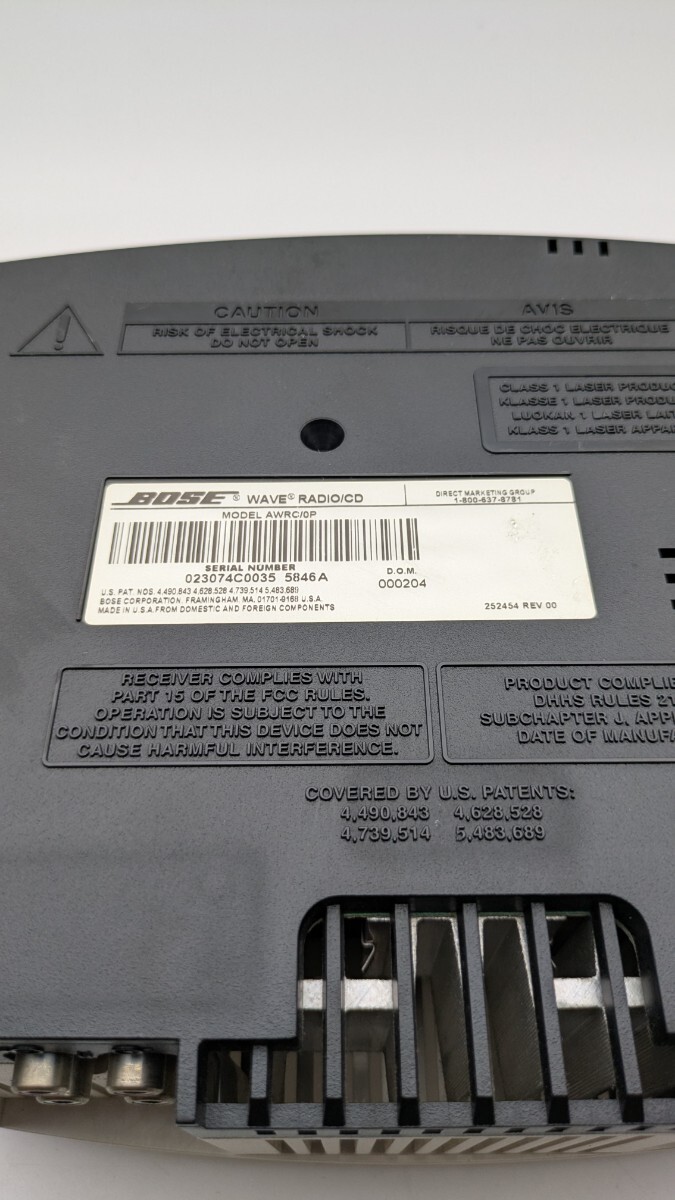 CAUTION
RISK OF ELECTRICAL SHOCK
DO NOT OPEN
AVIS
RISQUE DE CHOC ELECTRIQUE
NE PAS OUVRIR
CLASS 1 LASER PRODUC
KLASSE 1 LASER PRODU
LUOKAN 1 LASER LAIT
KLASS 1 LASER APPAR
BOSE® WAVE® RADIO/CD
DIRECT MARKETING GROUP
1-800-637-8781
MODEL AWRC/0P
SERIAL NUMBER
023074C0035 5846A
D.O.M.
000204
U.S. PAT. NOS. 4,490,843 4,628,528 4,739,514 5,483,689
BOSE CORPORATION, FRAMINGHAM, MA. 01701-9168 U.S.A.
MADE IN U.S.A. FROM DOMESTIC AND FOREIGN COMPONENTS
252454 REV 00
RECEIVER COMPLIES WITH
PART 15 OF THE FCC RULES.
OPERATION IS SUBJECT TO THE
CONDITION THAT THIS DEVICE DOES NOT
CAUSE HARMFUL INTERFERENCE.
PRODUCT COMPLIE
DHHS RULES 21
SUBCHAPTER J, APP
DATE OF MANUFA
COVERED BY U.S. PATENTS:
4,490,843 4,628,528
4,739,514 5,483,689